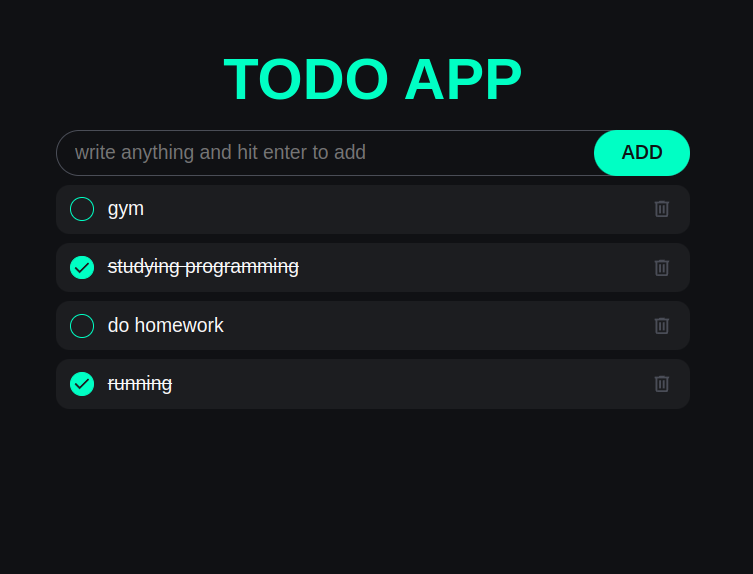 TODO APP
write anything and hit enter to add
ADD
gym
studying programming
do homework
running